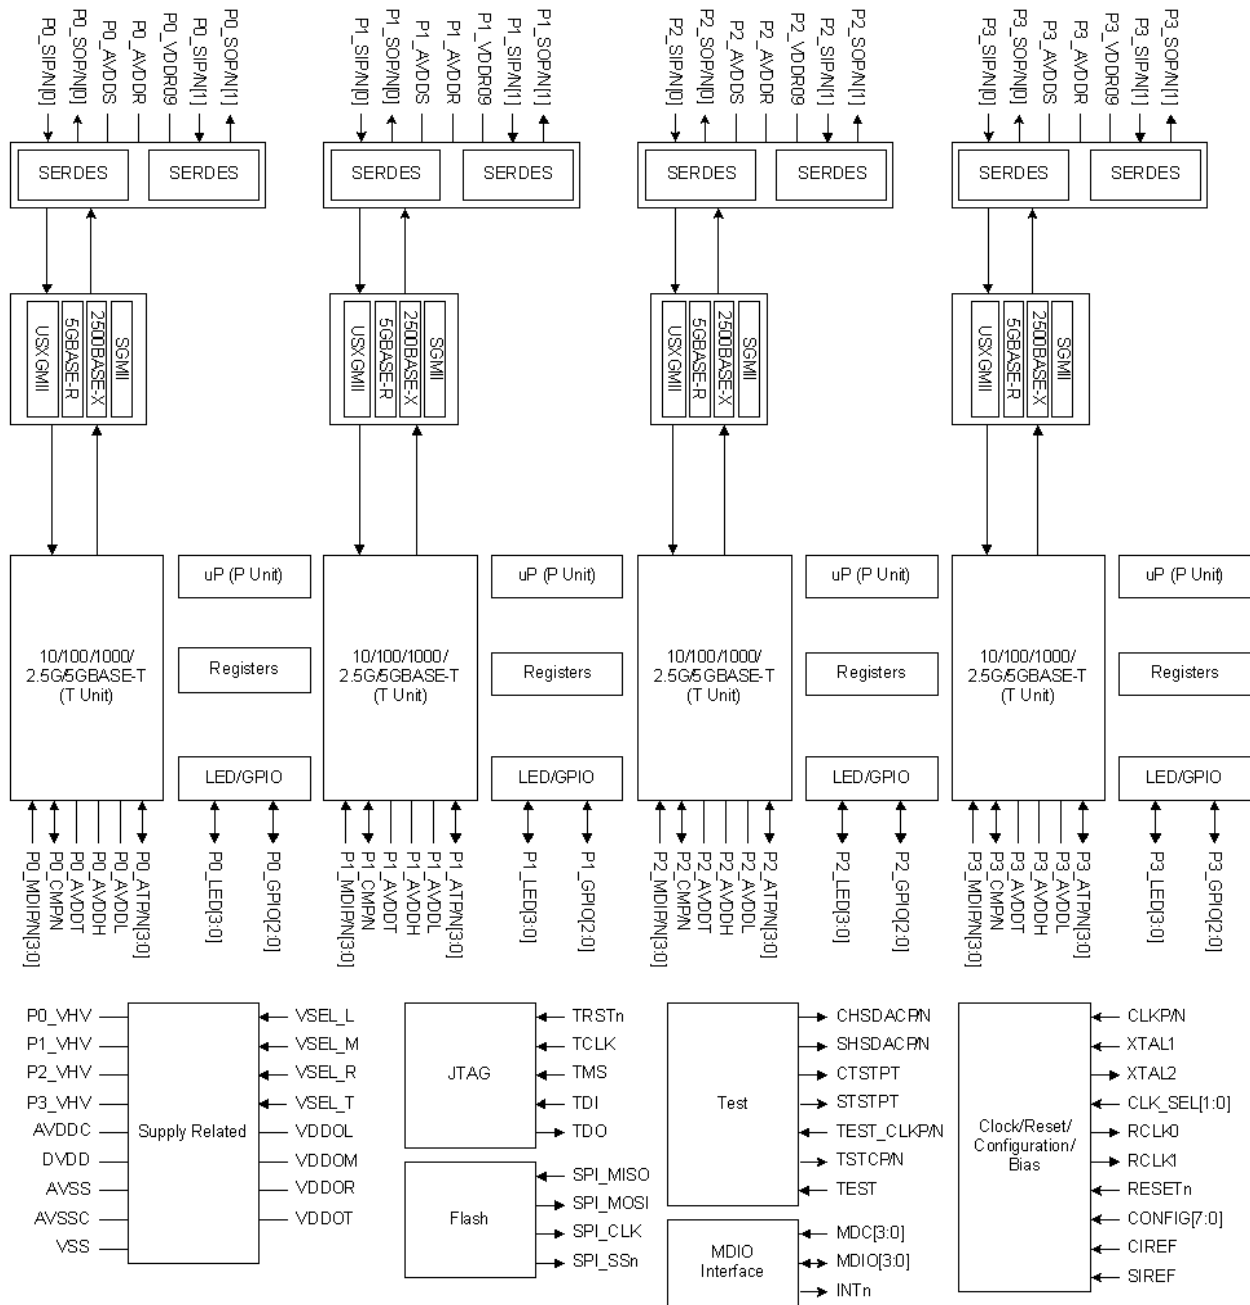 P0_SIP/N[0]
P0_SOP/N[0]
P0_AVDDS
P0_AVDDR
P0_VDDR09
P0_SIP/N[1]
P0_SOP/N[1]
P1_SIP/N[0]
P1_SOP/N[0]
P1_AVDDS
P1_AVDDR
P1_VDDR09
P1_SIP/N[1]
P1_SOP/N[1]
P2_SIP/N[0]
P2_SOP/N[0]
P2_AVDDS
P2_AVDDR
P2_VDDR09
P2_SIP/N[1]
P2_SOP/N[1]
P3_SIP/N[0]
P3_SOP/N[0]
P3_AVDDS
P3_AVDDR
P3_VDDR09
P3_SIP/N[1]
P3_SOP/N[1]
SERDES
SERDES
SERDES
SERDES
SERDES
SERDES
SERDES
SERDES
USXGMII
5GBASE-R
2500BASE-X
SGMII
USXGMII
5GBASE-R
2500BASE-X
SGMII
USXGMII
5GBASE-R
2500BASE-X
SGMII
USXGMII
5GBASE-R
2500BASE-X
SGMII
10/100/1000/
2.5G/5GBASE-T
(T Unit)
uP (P Unit)
Registers
LED/GPIO
10/100/1000/
2.5G/5GBASE-T
(T Unit)
uP (P Unit)
Registers
LED/GPIO
10/100/1000/
2.5G/5GBASE-T
(T Unit)
uP (P Unit)
Registers
LED/GPIO
10/100/1000/
2.5G/5GBASE-T
(T Unit)
uP (P Unit)
Registers
LED/GPIO
P0_MDIP/N[3:0]
P0_CMP/N
P0_AVDDT
P0_AVDDH
P0_AVDDL
P0_ATP/N[3:0]
P0_LED[3:0]
P0_GPIO[2:0]
P1_MDIP/N[3:0]
P1_CMP/N
P1_AVDDT
P1_AVDDH
P1_AVDDL
P1_ATP/N[3:0]
P1_LED[3:0]
P1_GPIO[2:0]
P2_MDIP/N[3:0]
P2_CMP/N
P2_AVDDT
P2_AVDDH
P2_AVDDL
P2_ATP/N[3:0]
P2_LED[3:0]
P2_GPIO[2:0]
P3_MDIP/N[3:0]
P3_CMP/N
P3_AVDDT
P3_AVDDH
P3_AVDDL
P3_ATP/N[3:0]
P3_LED[3:0]
P3_GPIO[2:0]
P0_VHV
P1_VHV
P2_VHV
P3_VHV
AVDDC
DVDD
AVSS
AVSSC
VSS
Supply Related
VSEL_L
VSEL_M
VSEL_R
VSEL_T
VDDOL
VDDOM
VDDOR
VDDOT
JTAG
TRSTn
TCLK
TMS
TDI
TDO
Flash
SPI_MISO
SPI_MOSI
SPI_CLK
SPI_SSn
Test
CHSDACP/N
SHSDACP/N
CTSTPT
STSTPT
TEST_CLKP/N
TSTCP/N
TEST
MDIO
Interface
MDC[3:0]
MDIO[3:0]
INTn
Clock/Reset/
Configuration/
Bias
CLKP/N
XTAL1
XTAL2
CLK_SEL[1:0]
RCLK0
RCLK1
RESETn
CONFIG[7:0]
CIREF
SIREF